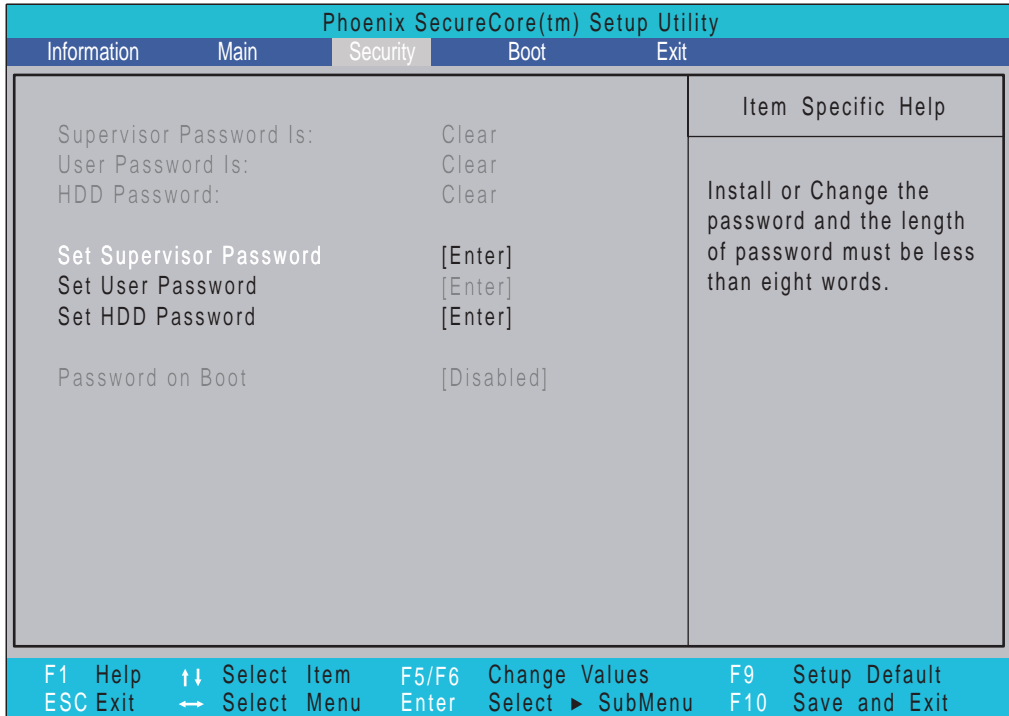 Phoenix SecureCore(tm) Setup Utility
Information Main Security Boot Exit
Item Specific Help
Supervisor Password Is: Clear
User Password Is: Clear
HDD Password: Clear
Install or Change the
password and the length
of password must be less
than eight words.
Set Supervisor Password [Enter]
Set User Password [Enter]
Set HDD Password [Enter]
Password on Boot [Disabled]
F1 Help ↑↓ Select Item F5/F6 Change Values F9 Setup Default
ESC Exit ↔ Select Menu Enter Select ► SubMenu F10 Save and Exit